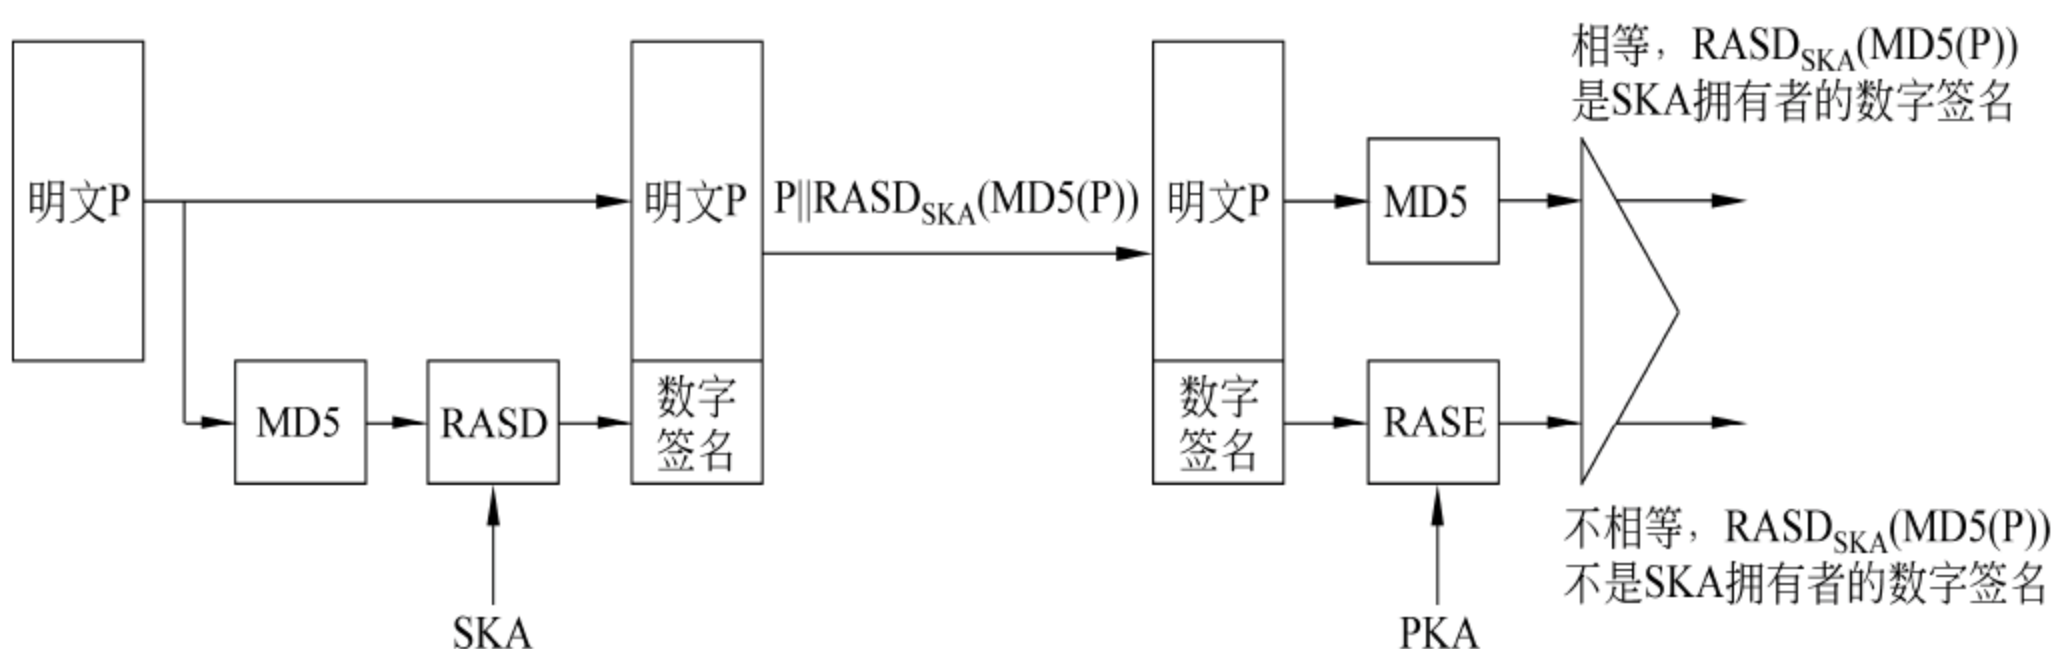 明文P
MD5
RASD
SKA
明文P
数字
签名
P||RASD_SKA(MD5(P))
明文P
数字
签名
MD5
RASE
PKA
相等，RASD_SKA(MD5(P))
是SKA拥有者的数字签名
不相等，RASD_SKA(MD5(P))
不是SKA拥有者的数字签名